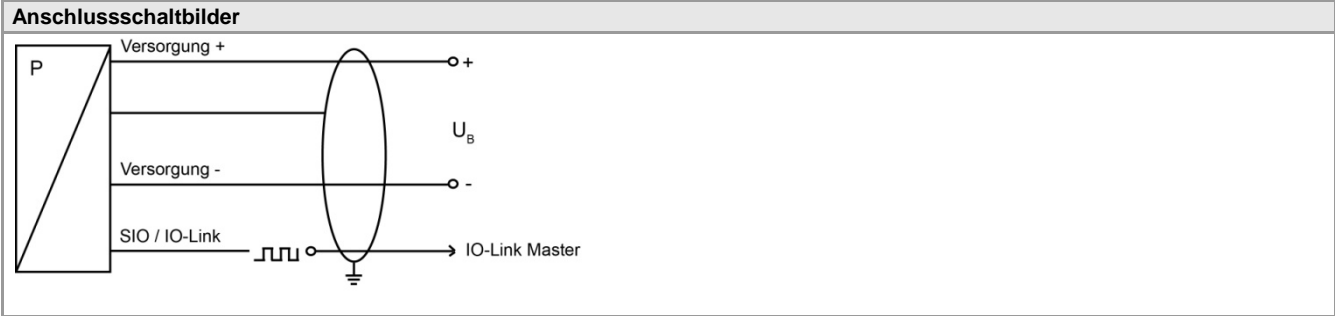 Anschlussschaltbilder
Versorgung +
P
+
U_B
Versorgung -
-
SIO / IO-Link
IO-Link Master